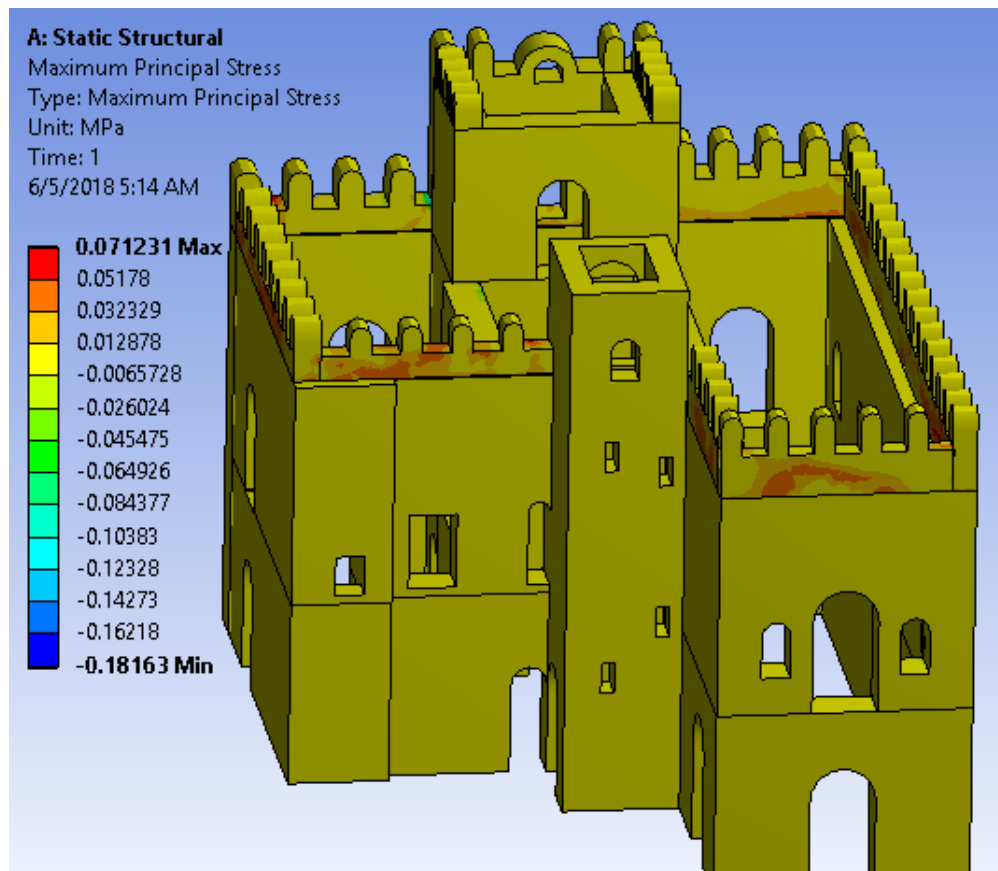 A: Static Structural
Maximum Principal Stress
Type: Maximum Principal Stress
Unit: MPa
Time: 1
6/5/2018 5:14 AM
0.071231 Max
0.05178
0.032329
0.012878
-0.0065728
-0.026024
-0.045475
-0.064926
-0.084377
-0.10383
-0.12328
-0.14273
-0.16218
-0.18163 Min